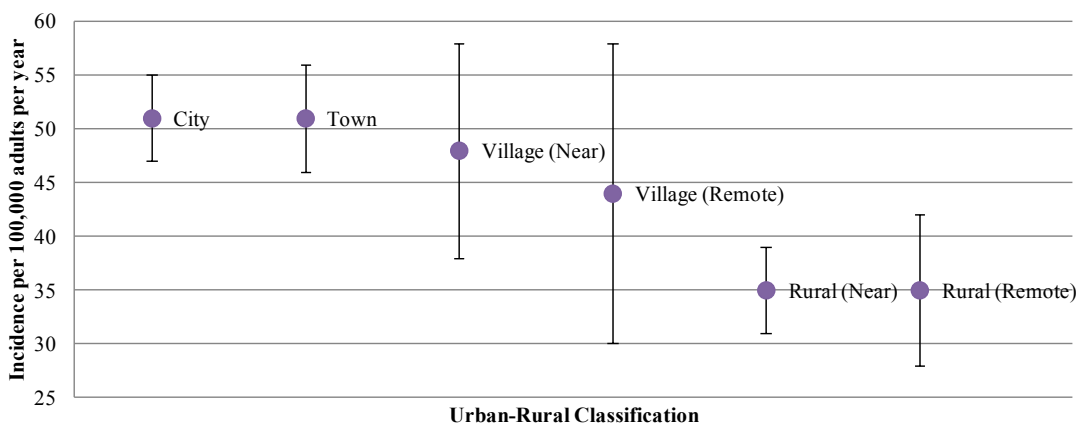 Incidence per 100,000 adults per year
60
55
50
45
40
35
30
25
City
Town
Village (Near)
Village (Remote)
Rural (Near)
Rural (Remote)
Urban-Rural Classification